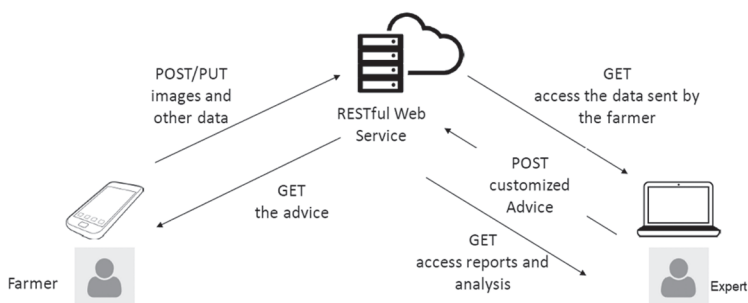 POST/PUT
images and
other data
RESTful Web
Service
GET
access the data sent by
the farmer
GET
the advice
POST
customized
Advice
GET
access reports and
analysis
Farmer
Expert